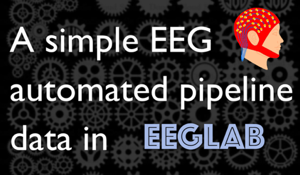 A simple EEG
automated pipeline
data in EEGLAB